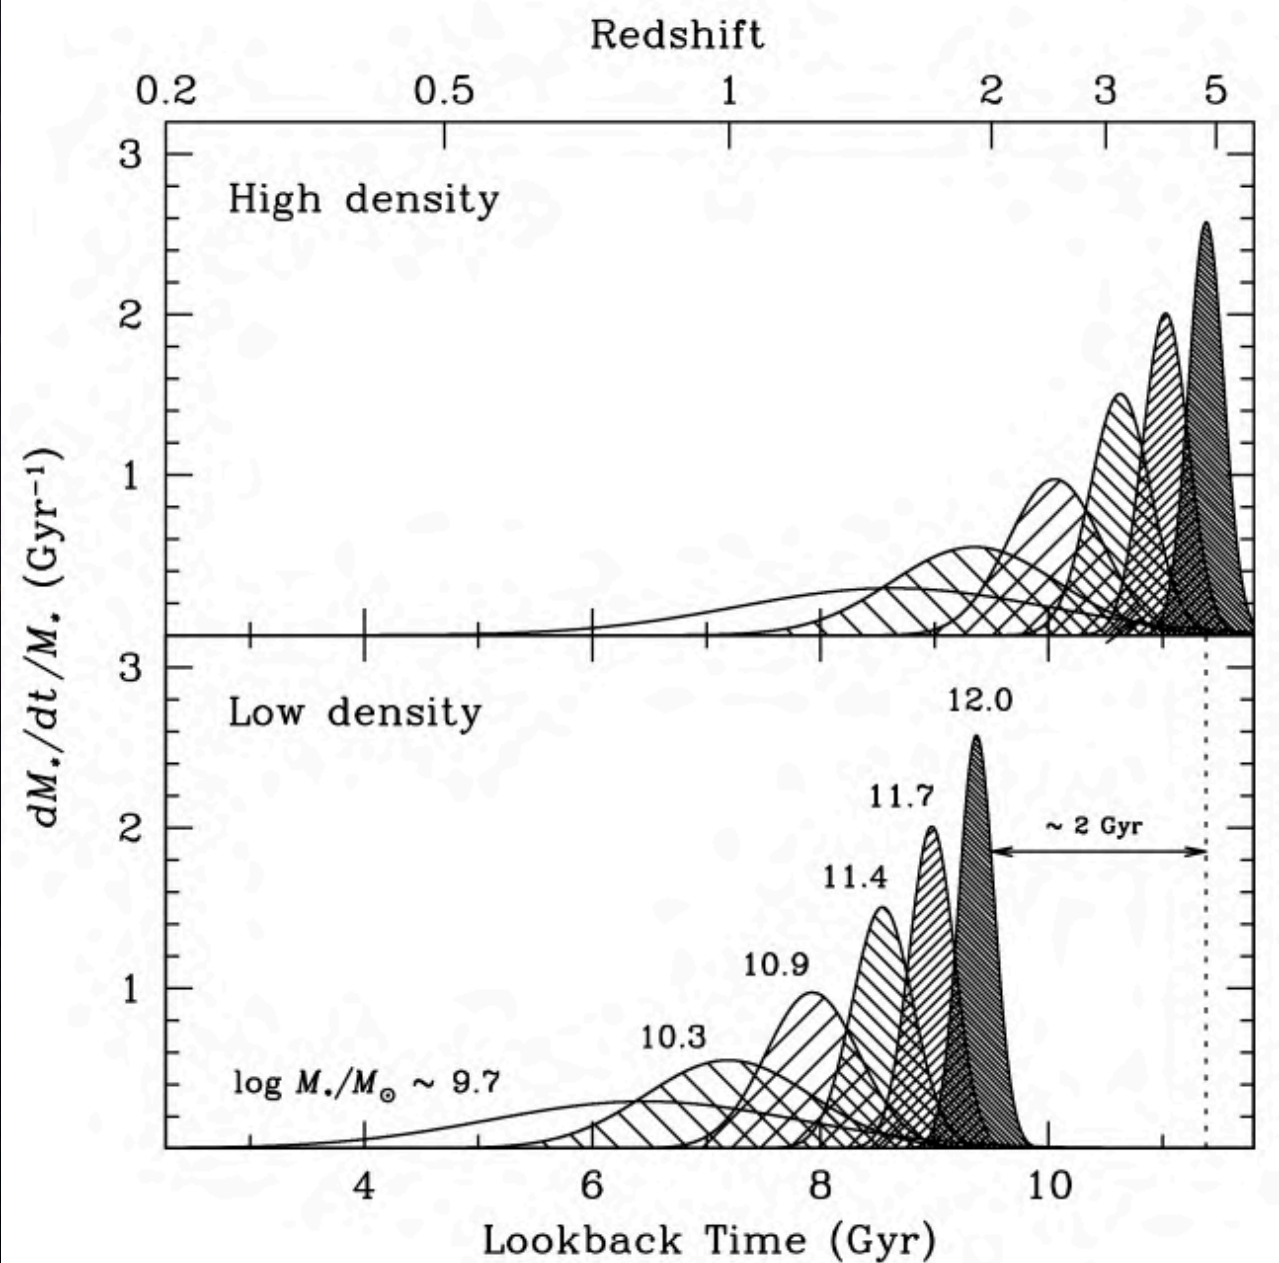 Redshift
0.2 0.5 1 2 3 5
3
High density
2
1
dM⋆/dt/M⋆ (Gyr⁻¹)
3
12.0
Low density
11.7
2
~ 2 Gyr
11.4
10.9
1
10.3
log M⋆/M⊙ ~ 9.7
4 6 8 10
Lookback Time (Gyr)